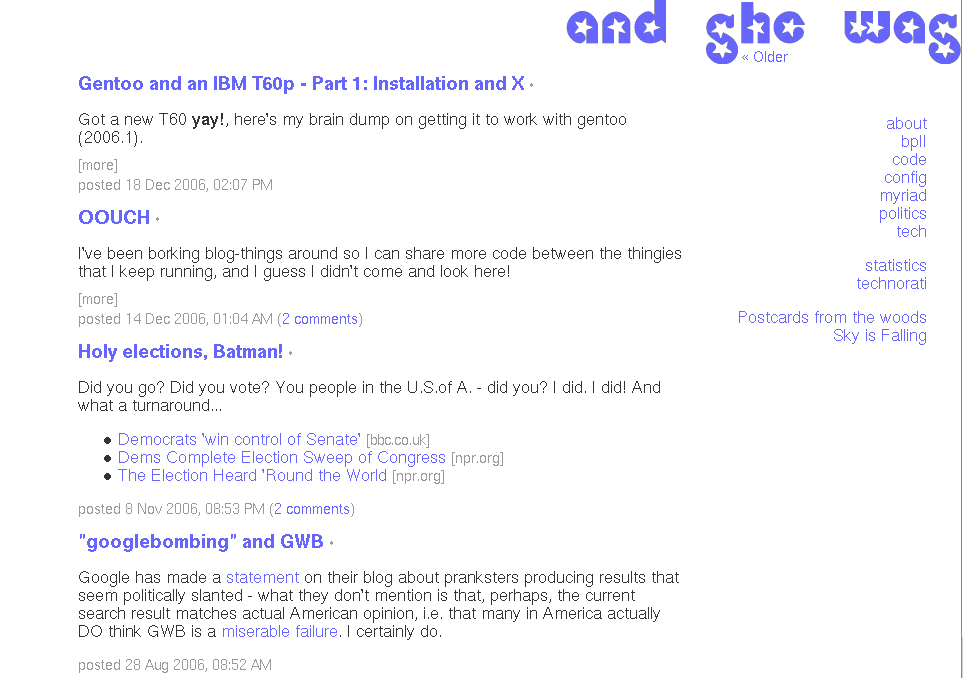 and she was
« Older
Gentoo and an IBM T60p - Part 1: Installation and X
Got a new T60 yay!, here's my brain dump on getting it to work with gentoo
(2006.1).
[more]
posted 18 Dec 2006, 02:07 PM
OOUCH
I've been borking blog-things around so I can share more code between the thingies
that I keep running, and I guess I didn't come and look here!
[more]
posted 14 Dec 2006, 01:04 AM (2 comments)
Holy elections, Batman!
Did you go? Did you vote? You people in the U.S.of A. - did you? I did. I did! And
what a turnaround...
• Democrats 'win control of Senate' [bbc.co.uk]
• Dems Complete Election Sweep of Congress [npr.org]
• The Election Heard 'Round the World [npr.org]
posted 8 Nov 2006, 08:53 PM (2 comments)
"googlebombing" and GWB
Google has made a statement on their blog about pranksters producing results that
seem politically slanted - what they don't mention is that, perhaps, the current
search result matches actual American opinion, i.e. that many in America actually
DO think GWB is a miserable failure. I certainly do.
posted 28 Aug 2006, 08:52 AM
about
bpll
code
config
myriad
politics
tech
statistics
technorati
Postcards from the woods
Sky is Falling